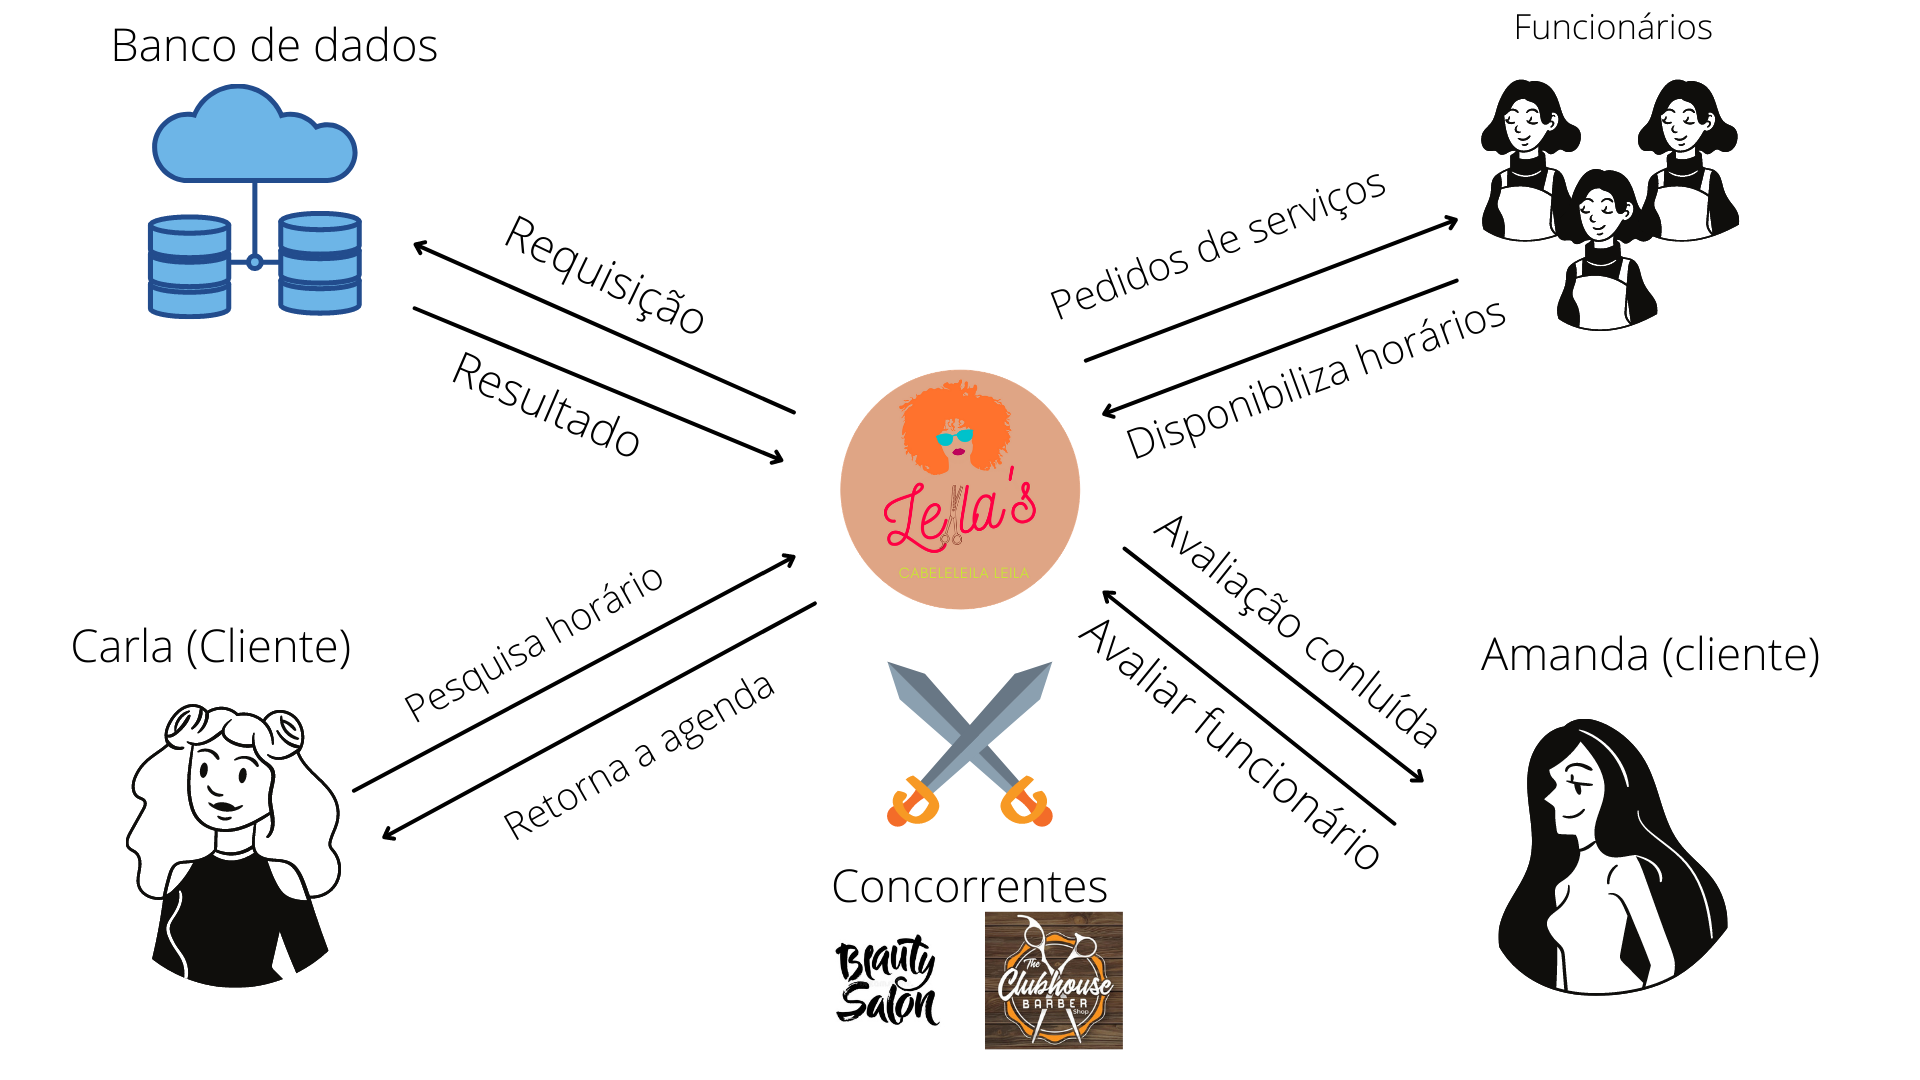 Banco de dados
Funcionários
Requisição
Resultado
Pedidos de serviços
Disponibiliza horários
Leila's
CABELELEILA LEILA
Carla (Cliente)
Pesquisa horário
Retorna a agenda
Avaliação conluída
Avaliar funcionário
Amanda (cliente)
Concorrentes
Beauty
Salon
The
Clubhouse
BARBER
Shop